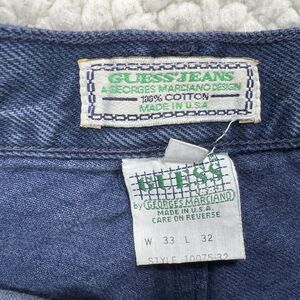 GUESS JEANS
A GEORGES MARCIANO DESIGN
100% COTTON
MADE IN U.S.A
GUESS
by GEORGES MARCIANO
MADE IN U.S.A.
CARE ON REVERSE
W 33 L 32
STYLE 10075-32